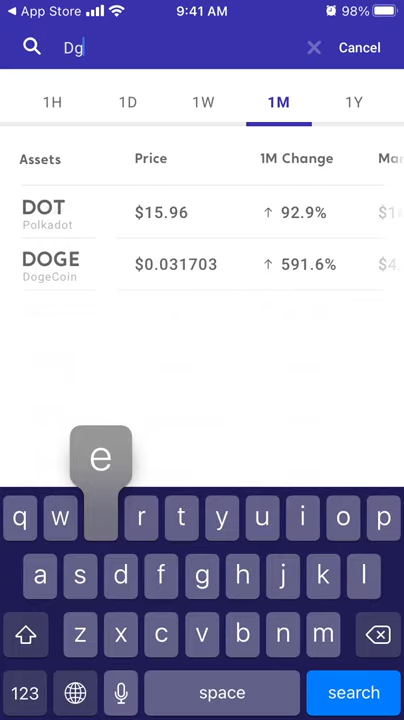 App Store 9:41 AM 98%
Dg Cancel
1H 1D 1W 1M 1Y
Assets Price 1M Change
DOT $15.96 ↑ 92.9%
Polkadot
DOGE $0.031703 ↑ 591.6%
DogeCoin
e
q w r t y u i o p
a s d f g h j k l
z x c v b n m
123 space search